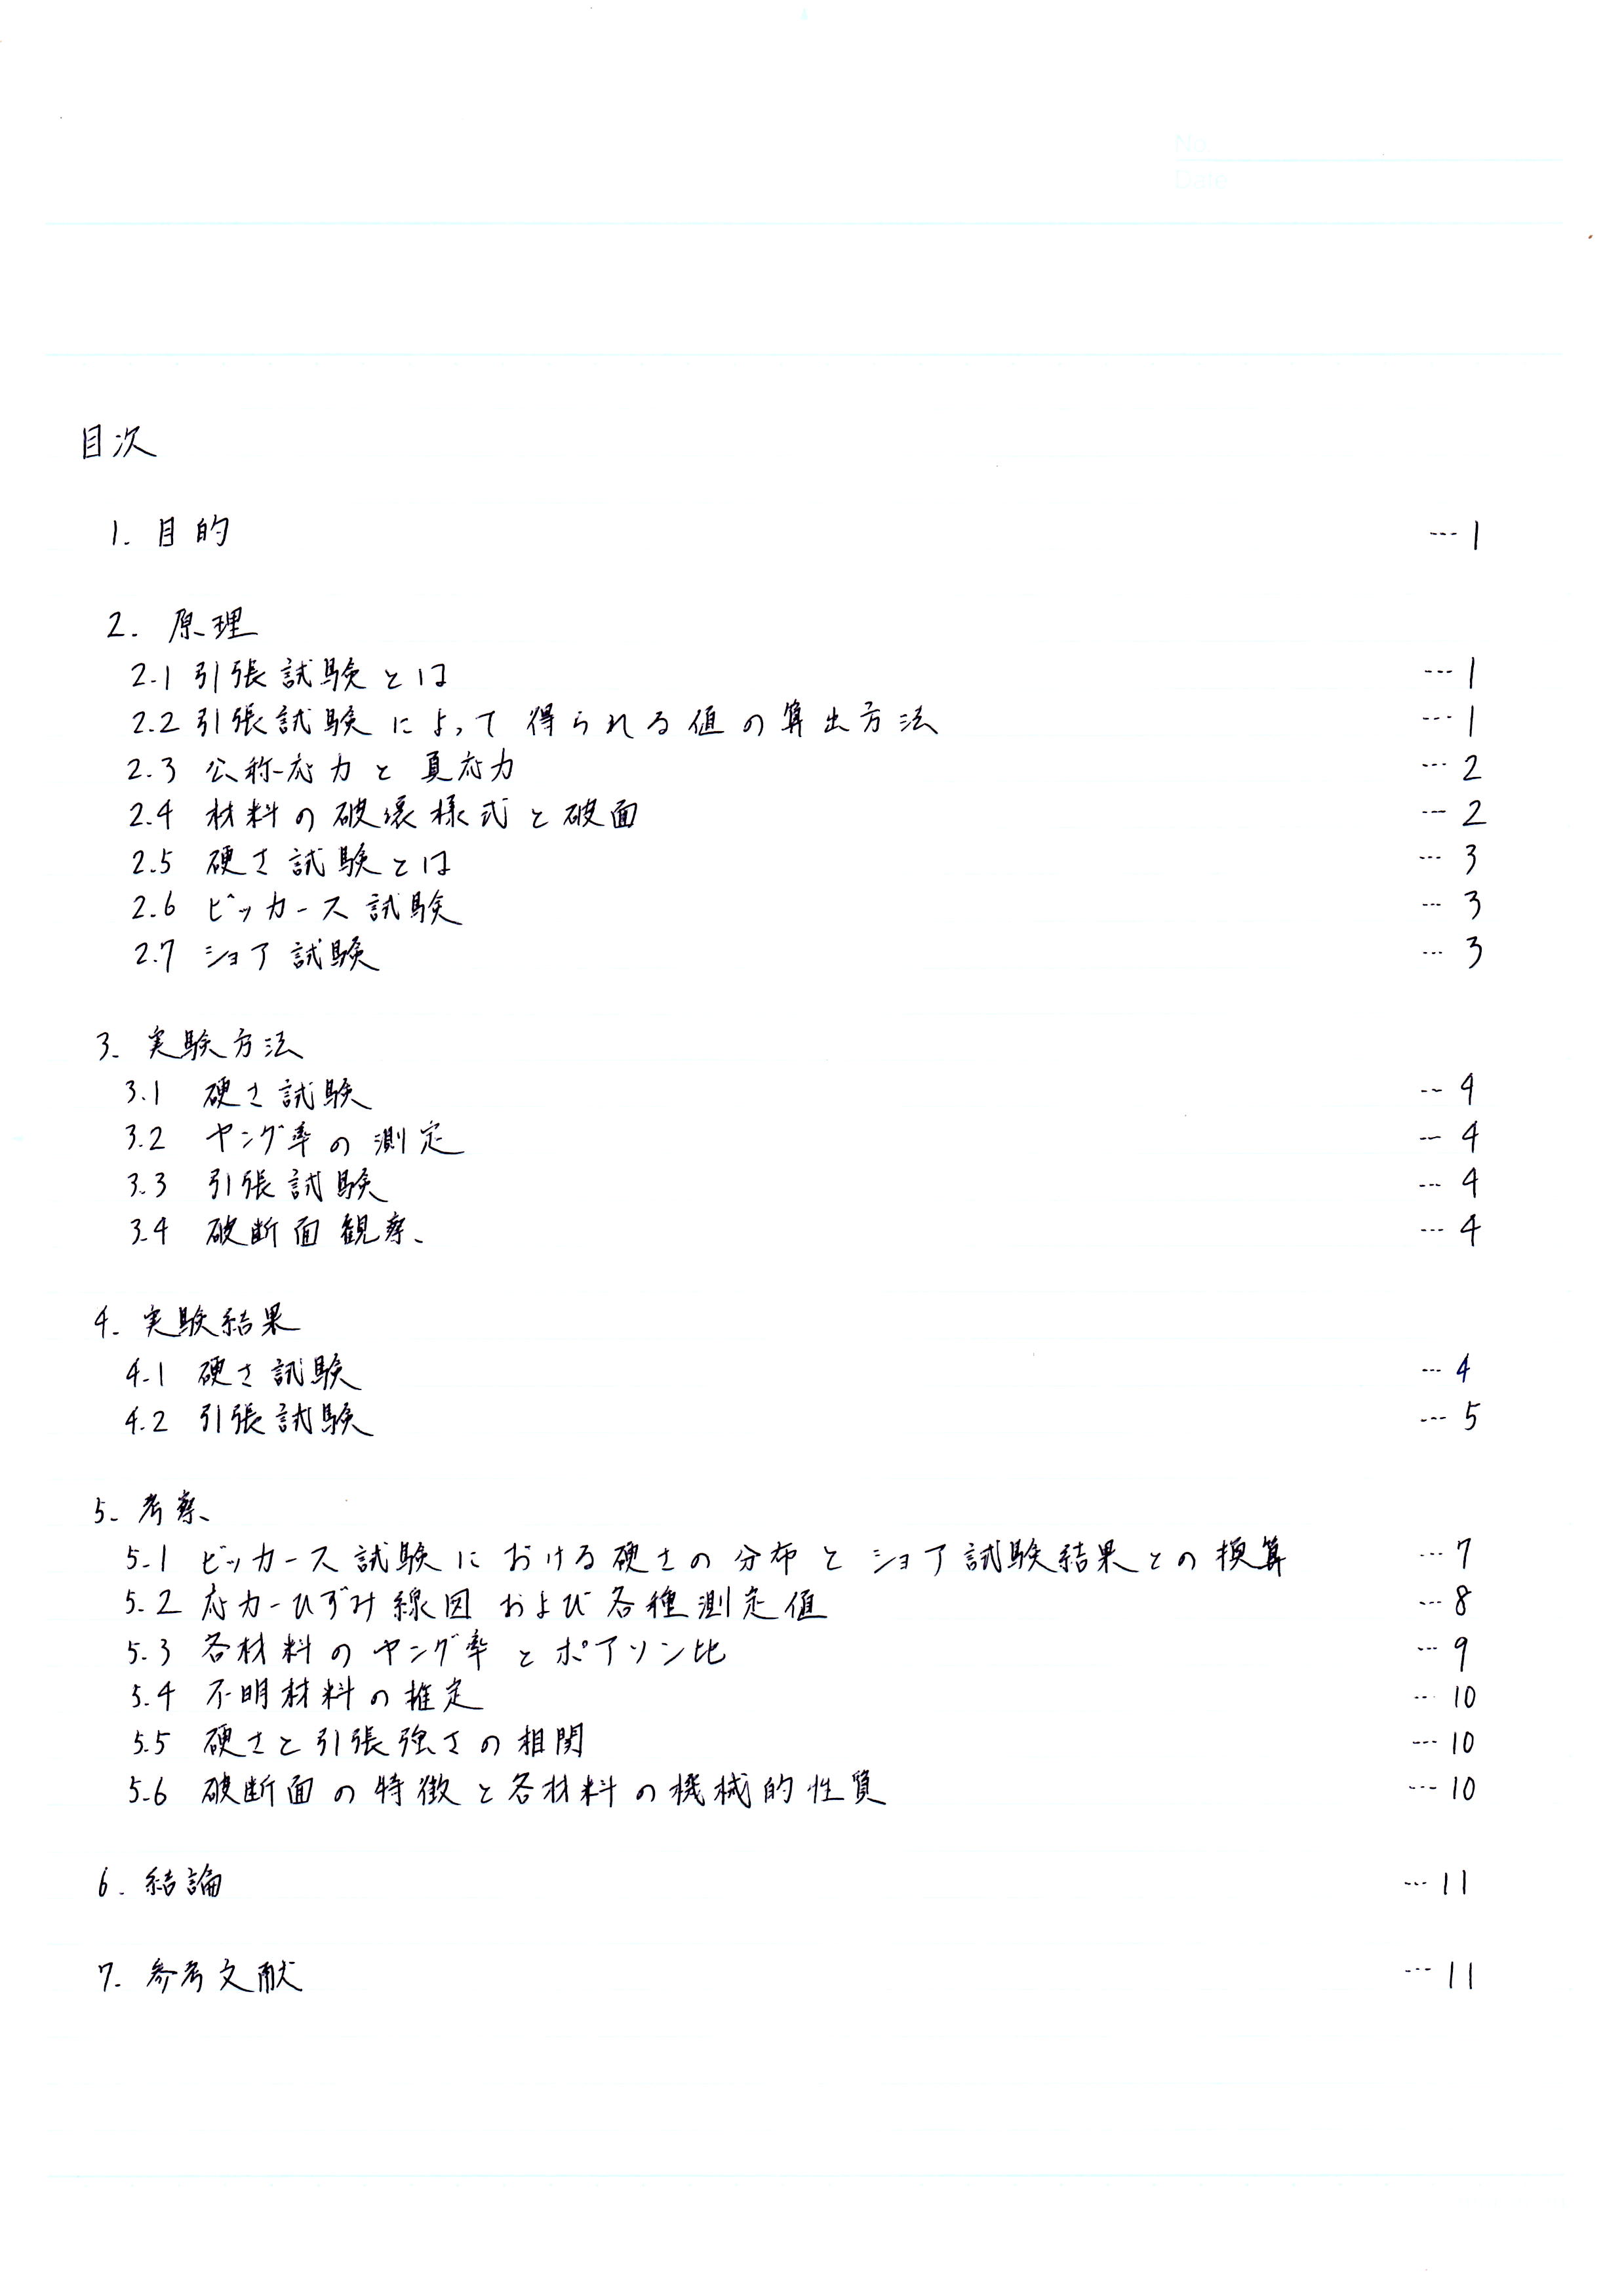 No
Date
目次
1. 目的 … 1
2. 原理
2.1 引張試験とは … 1
2.2 引張試験によって得られる値の算出方法 … 1
2.3 公称応力と真応力 … 2
2.4 材料の破壊様式と破面 … 2
2.5 硬さ試験とは … 3
2.6 ビッカース試験 … 3
2.7 ショア試験 … 3
3. 実験方法
3.1 硬さ試験 … 4
3.2 ヤング率の測定 … 4
3.3 引張試験 … 4
3.4 破断面観察 … 4
4. 実験結果
4.1 硬さ試験 … 4
4.2 引張試験 … 5
5. 考察
5.1 ビッカース試験における硬さの分布とショア試験結果との換算 … 7
5.2 応力-ひずみ線図および各種測定値 … 8
5.3 各材料のヤング率とポアソン比 … 9
5.4 不明材料の推定 … 10
5.5 硬さと引張強さの相関 … 10
5.6 破断面の特徴と各材料の機械的性質 … 10
6. 結論 … 11
7. 参考文献 … 11